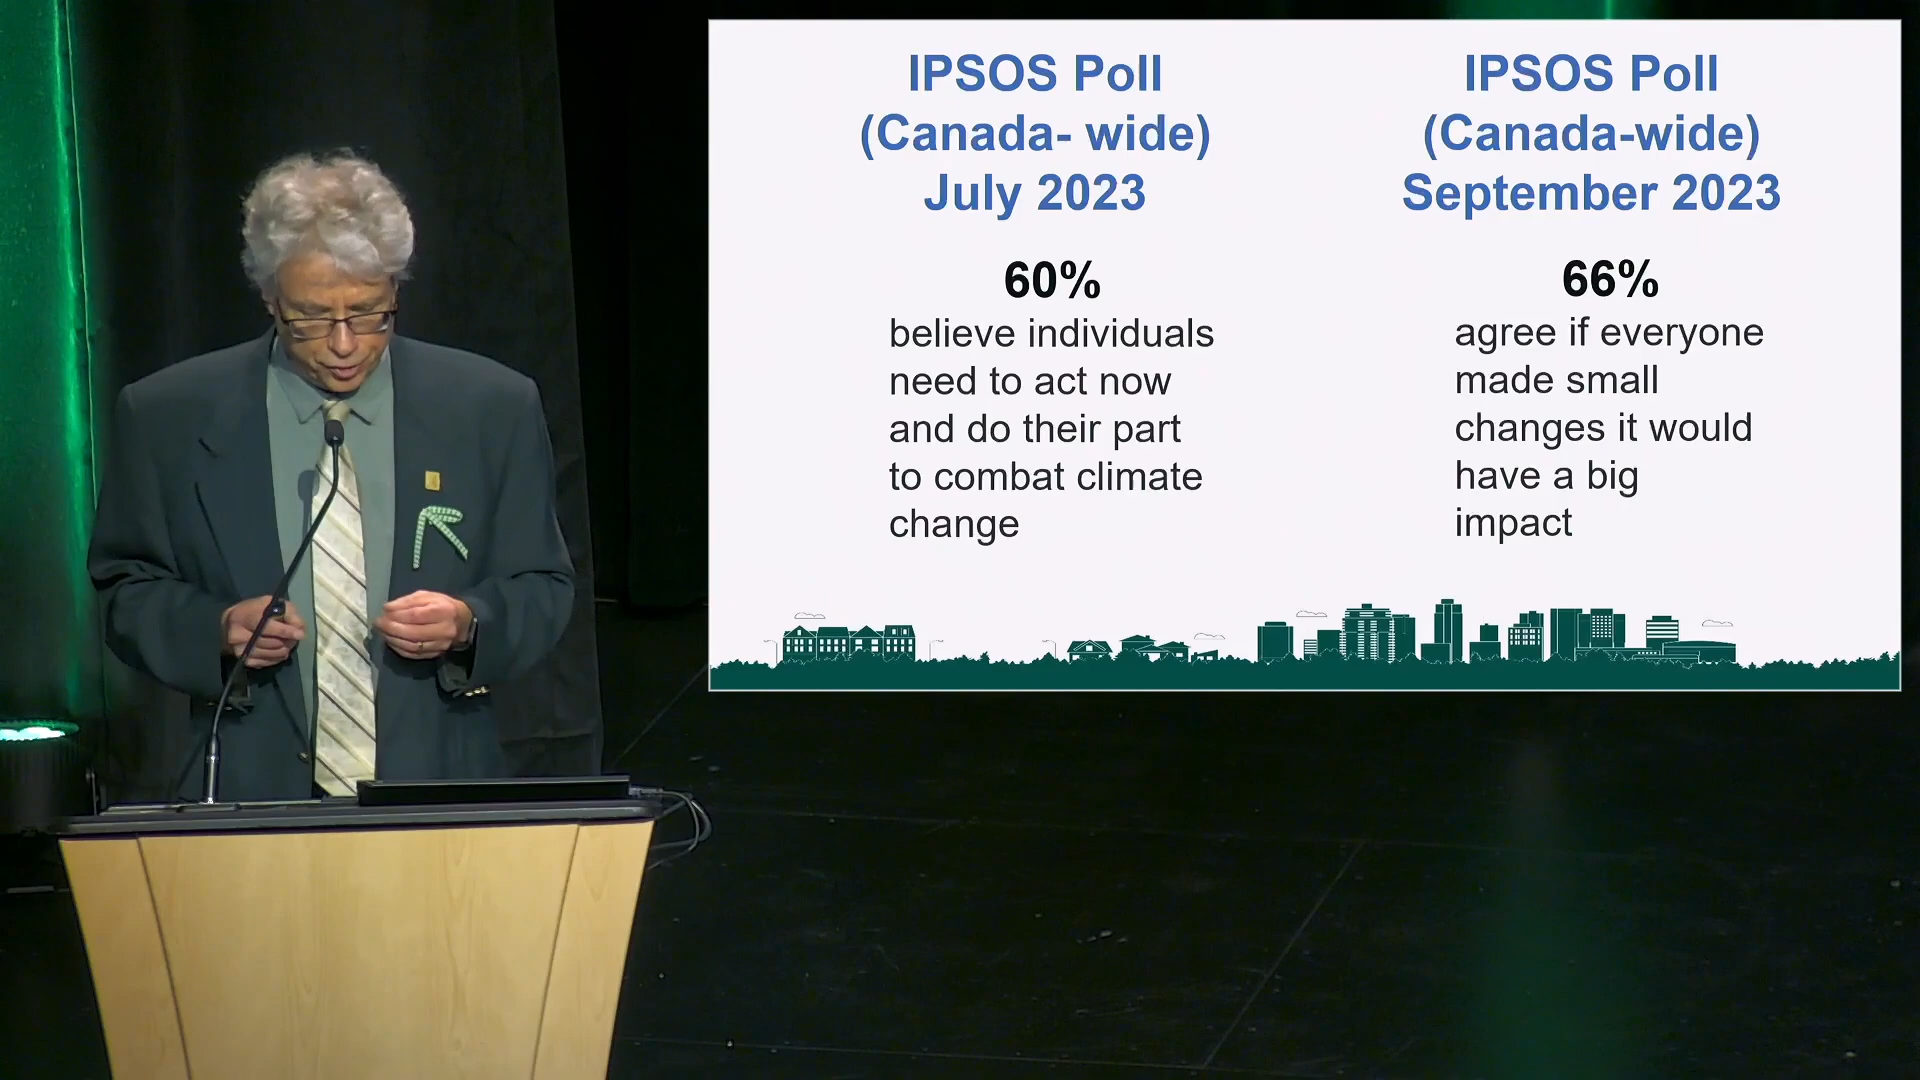 IPSOS Poll
(Canada- wide)
July 2023
60%
believe individuals
need to act now
and do their part
to combat climate
change
IPSOS Poll
(Canada-wide)
September 2023
66%
agree if everyone
made small
changes it would
have a big
impact